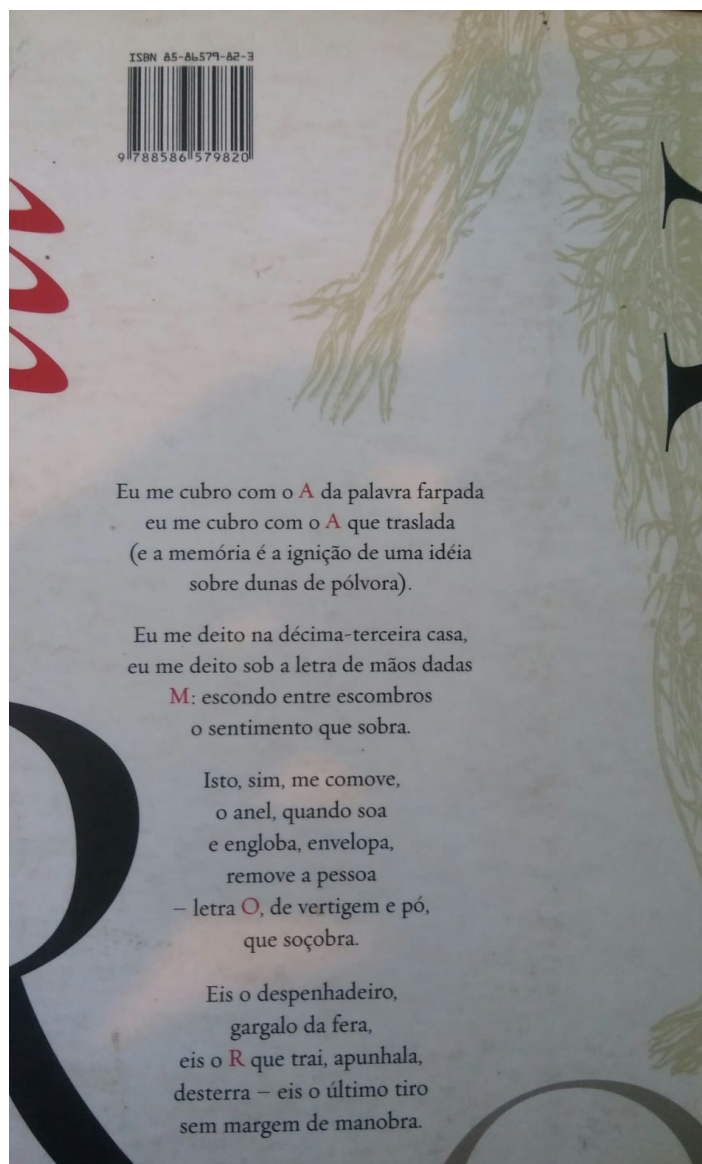 ISBN 85-86579-82-3
9 788586 579820
Eu me cubro com o A da palavra farpada
eu me cubro com o A que traslada
(e a memória é a ignição de uma idéia
sobre dunas de pólvora).
Eu me deito na décima-terceira casa,
eu me deito sob a letra de mãos dadas
M: escondo entre escombros
o sentimento que sobra.
Isto, sim, me comove,
o anel, quando soa
e engloba, envelopa,
remove a pessoa
– letra O, de vertigem e pó,
que soçobra.
Eis o despenhadeiro,
gargalo da fera,
eis o R que trai, apunhala,
desterra – eis o último tiro
sem margem de manobra.
R